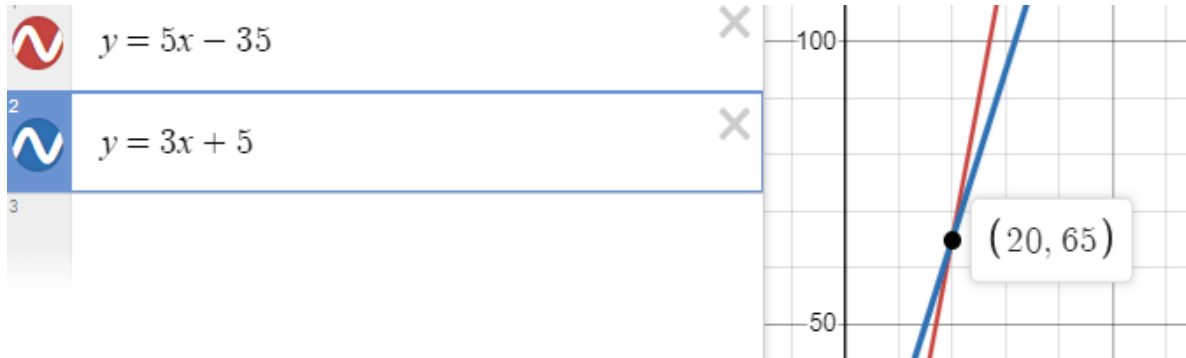 y = 5x − 35
100
2
y = 3x + 5
3
(20, 65)
50